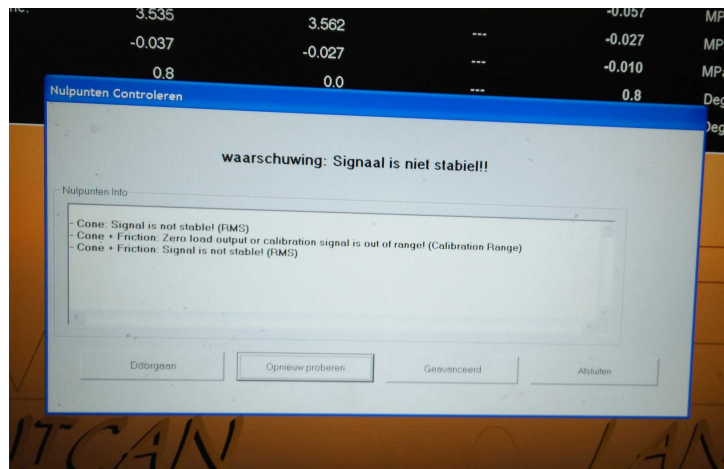 3.535 3.562 --- -0.057 MP
-0.037 -0.027 --- -0.027 MP
0.8 0.0 --- -0.010 MPa
0.8 Deg
Deg
Nulpunten Controleren
waarschuwing: Signaal is niet stabiel!!
Nulpunten Info
- Cone: Signal is not stable! (RMS)
- Cone + Friction: Zero load output or calibration signal is out of range! (Calibration Range)
- Cone + Friction: Signal is not stable! (RMS)
Doorgaan Opnieuw proberen Geavanceerd Afsluiten
ITCAN